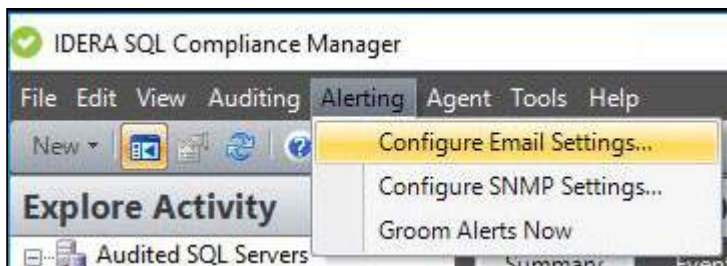 IDERA SQL Compliance Manager
File Edit View Auditing Alerting Agent Tools Help
New
Configure Email Settings...
Configure SNMP Settings...
Explore Activity
Groom Alerts Now
Audited SQL Servers
Summary